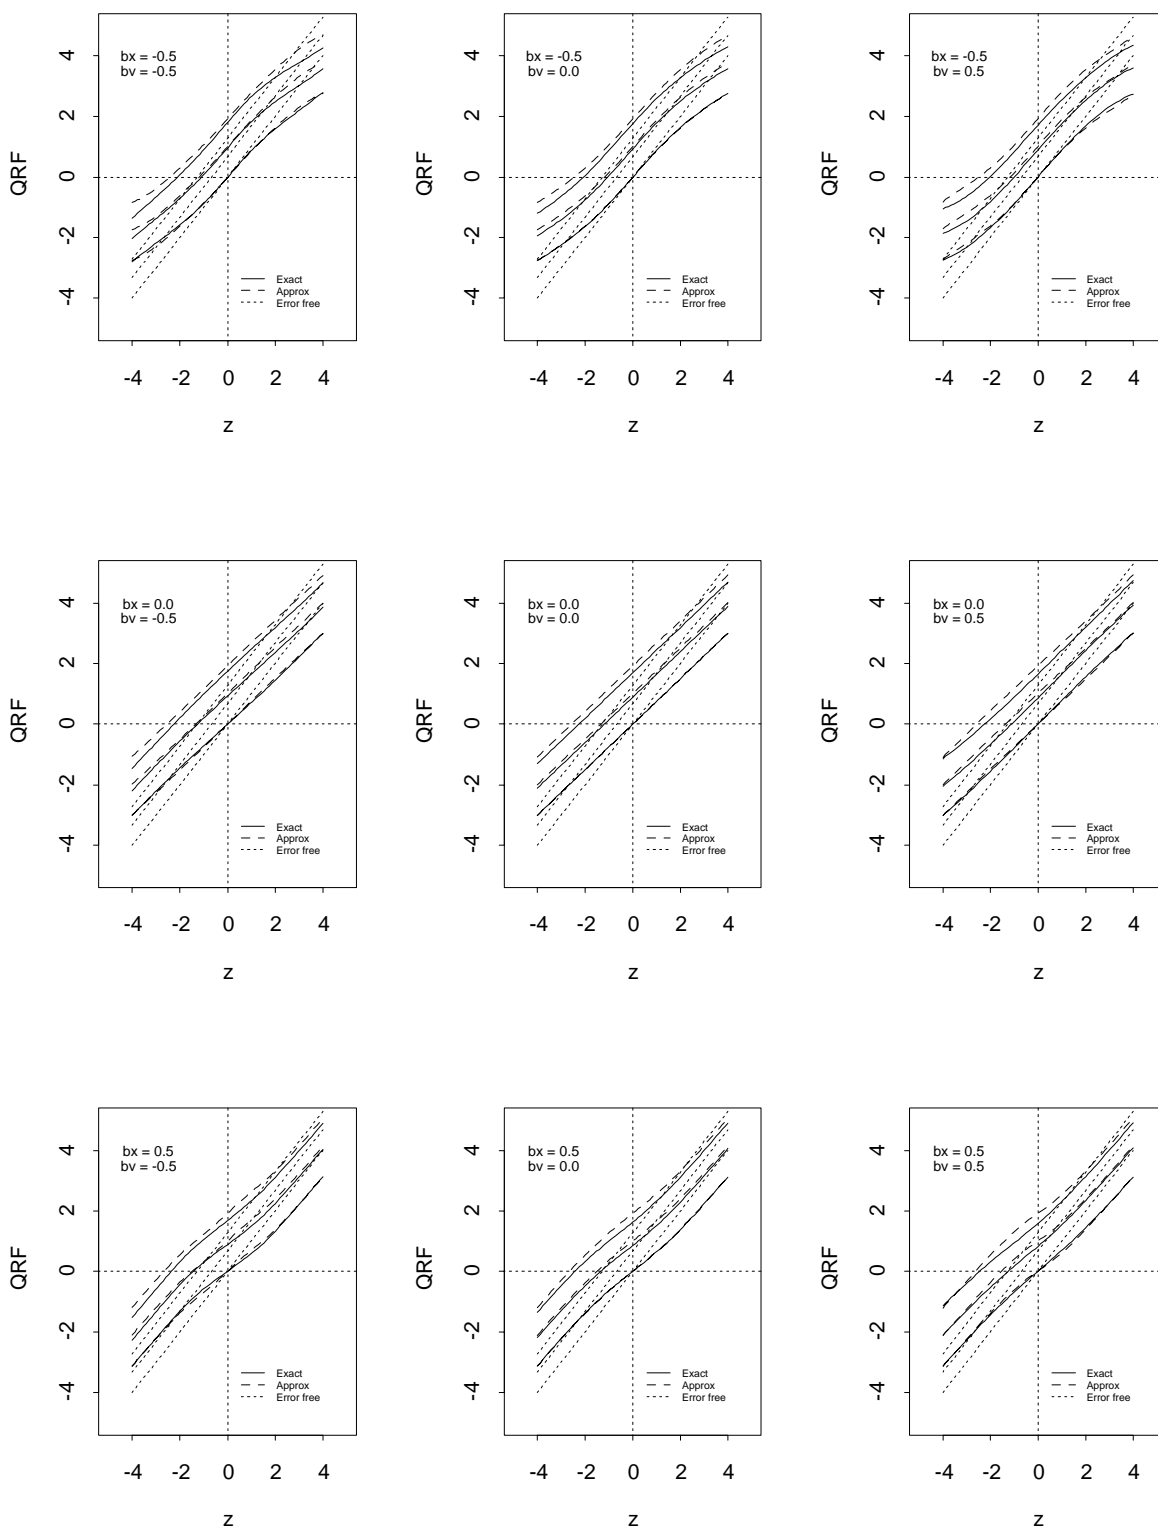 QRF
4
2
0
-2
-4
bx = -0.5
bv = -0.5
Exact
Approx
Error free
-4 -2 0 2 4
z
QRF
4
2
0
-2
-4
bx = -0.5
bv = 0.0
Exact
Approx
Error free
-4 -2 0 2 4
z
QRF
4
2
0
-2
-4
bx = -0.5
bv = 0.5
Exact
Approx
Error free
-4 -2 0 2 4
z
QRF
4
2
0
-2
-4
bx = 0.0
bv = -0.5
Exact
Approx
Error free
-4 -2 0 2 4
z
QRF
4
2
0
-2
-4
bx = 0.0
bv = 0.0
Exact
Approx
Error free
-4 -2 0 2 4
z
QRF
4
2
0
-2
-4
bx = 0.0
bv = 0.5
Exact
Approx
Error free
-4 -2 0 2 4
z
QRF
4
2
0
-2
-4
bx = 0.5
bv = -0.5
Exact
Approx
Error free
-4 -2 0 2 4
z
QRF
4
2
0
-2
-4
bx = 0.5
bv = 0.0
Exact
Approx
Error free
-4 -2 0 2 4
z
QRF
4
2
0
-2
-4
bx = 0.5
bv = 0.5
Exact
Approx
Error free
-4 -2 0 2 4
z